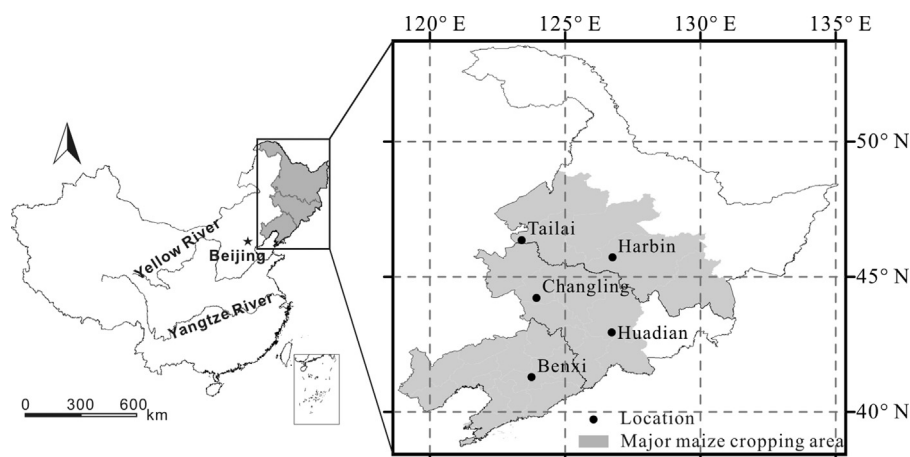 120° E 125° E 130° E 135° E
50° N
Tailai
Harbin
Yellow River
Beijing
45° N
Changling
Yangtze River
Huadian
Benxi
0 300 600
km
40° N
Location
Major maize cropping area